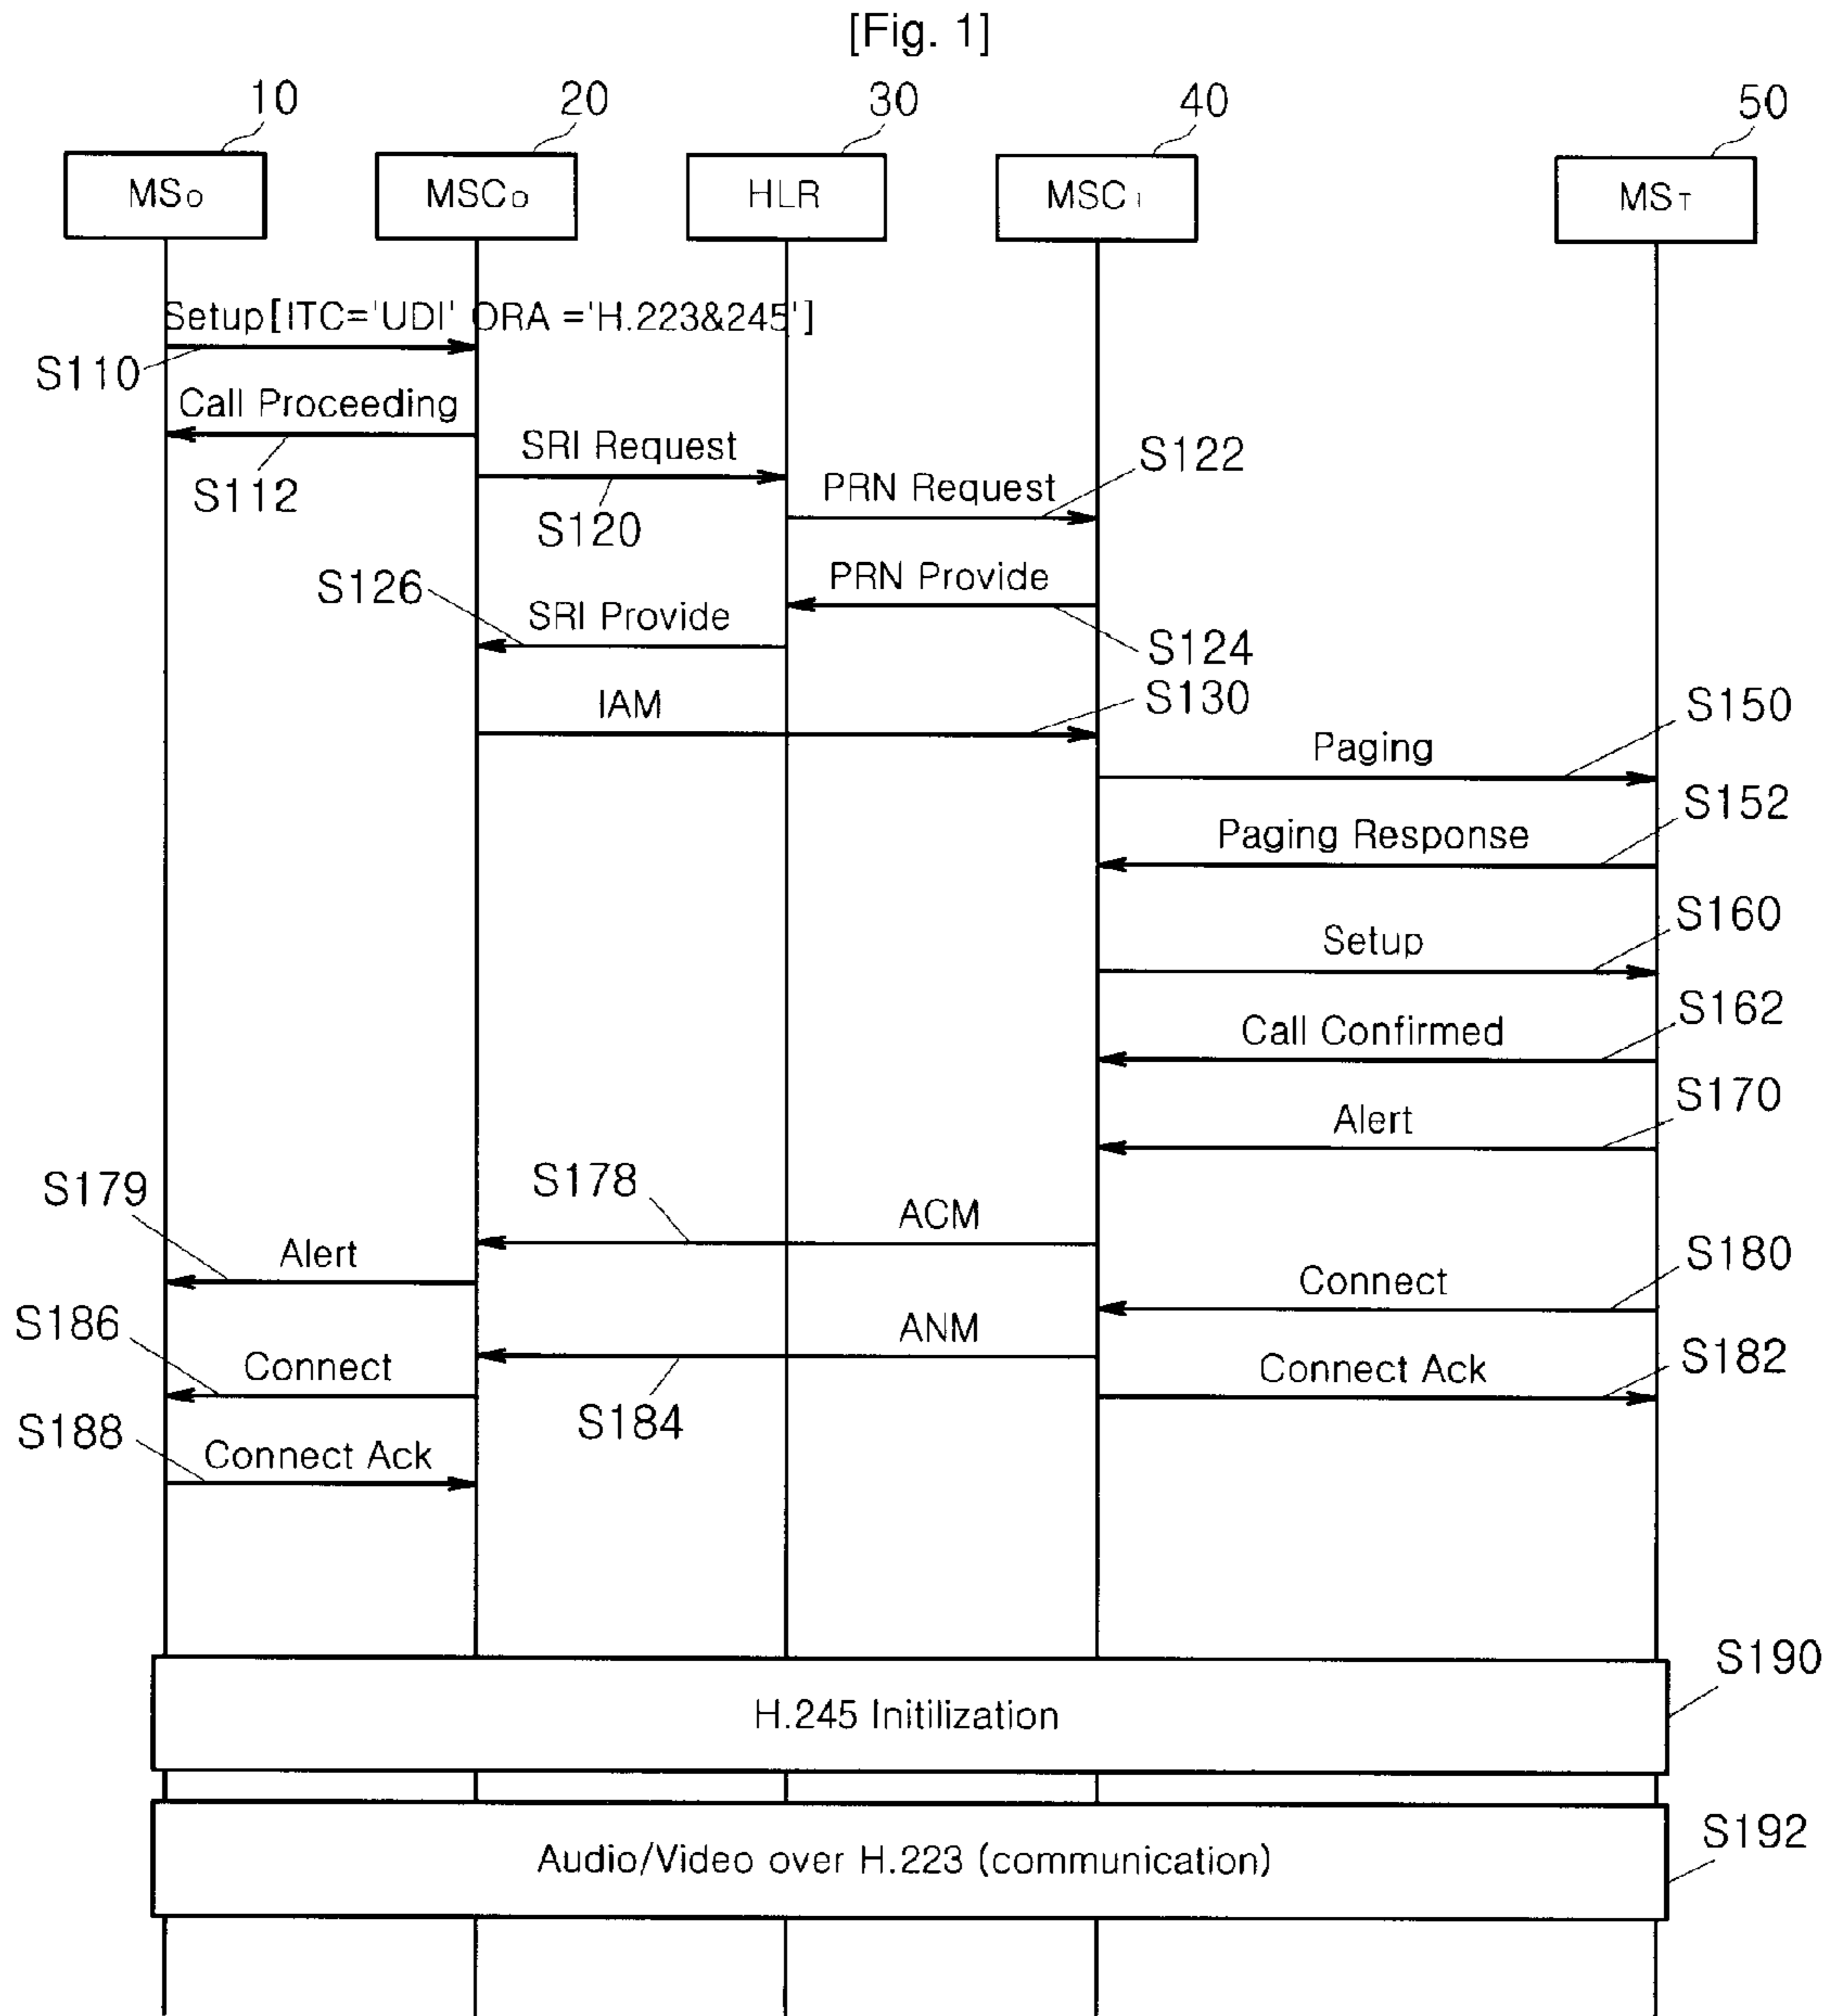 [Fig. 1]
10
20
30
40
50
MSO
MSCO
HLR
MSCT
MST
Setup[ITC='UDI' ORA ='H.223&245']
S110
Call Proceeding
S112
SRI Request
S120
PRN Request
S122
PRN Provide
S124
S126
SRI Provide
IAM
S130
Paging
S150
Paging Response
S152
Setup
S160
Call Confirmed
S162
Alert
S170
S178
ACM
S179
Alert
Connect
S180
ANM
S184
S186
Connect
Connect Ack
S182
S188
Connect Ack
H.245 Initilization
S190
Audio/Video over H.223 (communication)
S192